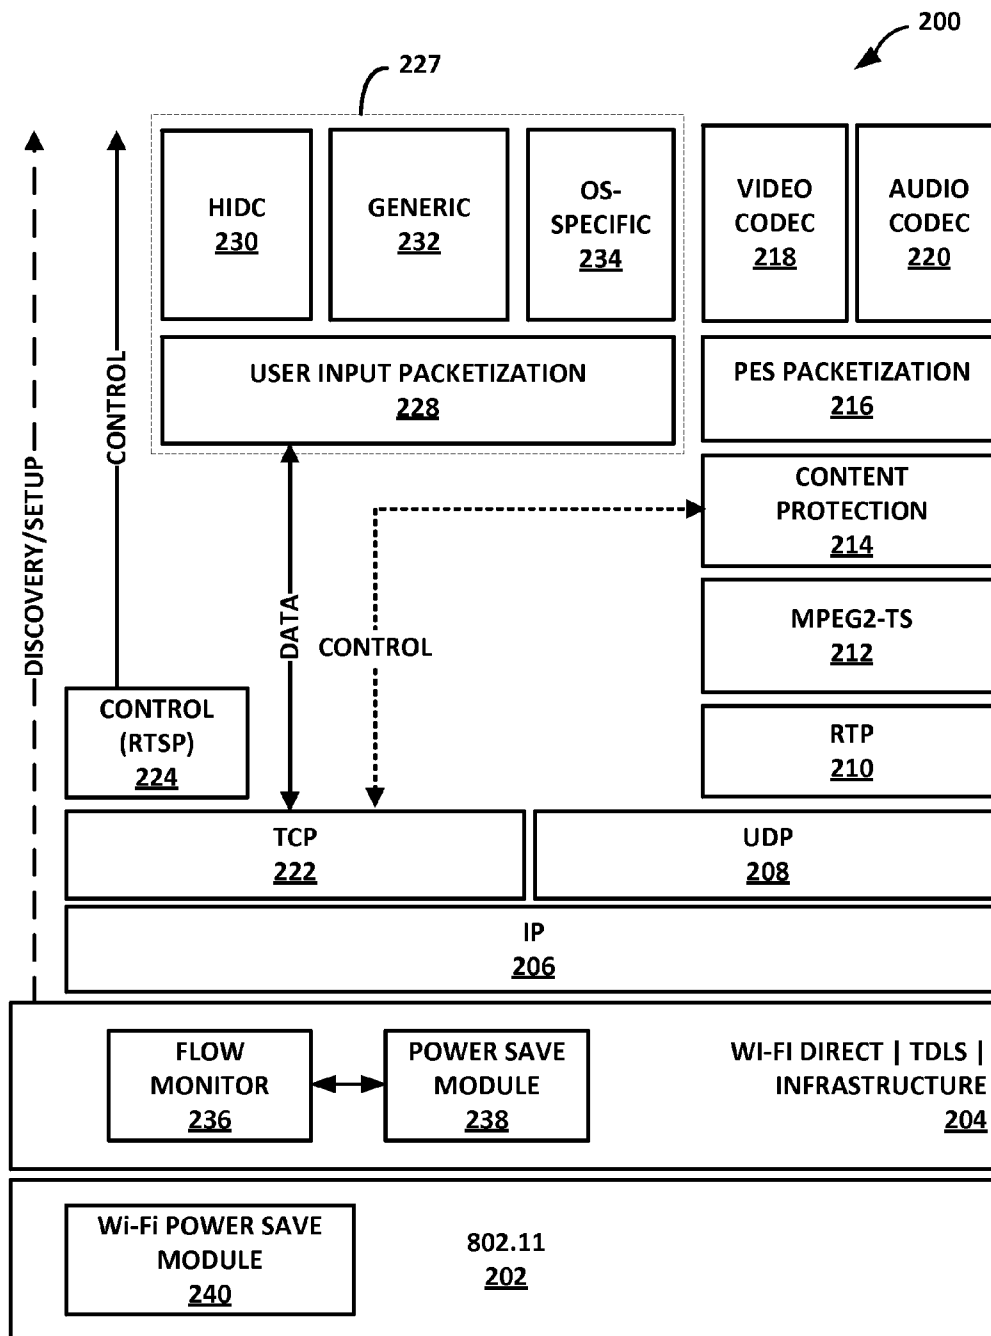 200
227
HIDC
230
GENERIC
232
OS-
SPECIFIC
234
VIDEO
CODEC
218
AUDIO
CODEC
220
USER INPUT PACKETIZATION
228
PES PACKETIZATION
216
DISCOVERY/SETUP
CONTROL
DATA
CONTROL
CONTENT
PROTECTION
214
MPEG2-TS
212
CONTROL
(RTSP)
224
RTP
210
TCP
222
UDP
208
IP
206
FLOW
MONITOR
236
POWER SAVE
MODULE
238
WI-FI DIRECT | TDLS |
INFRASTRUCTURE
204
Wi-Fi POWER SAVE
MODULE
240
802.11
202